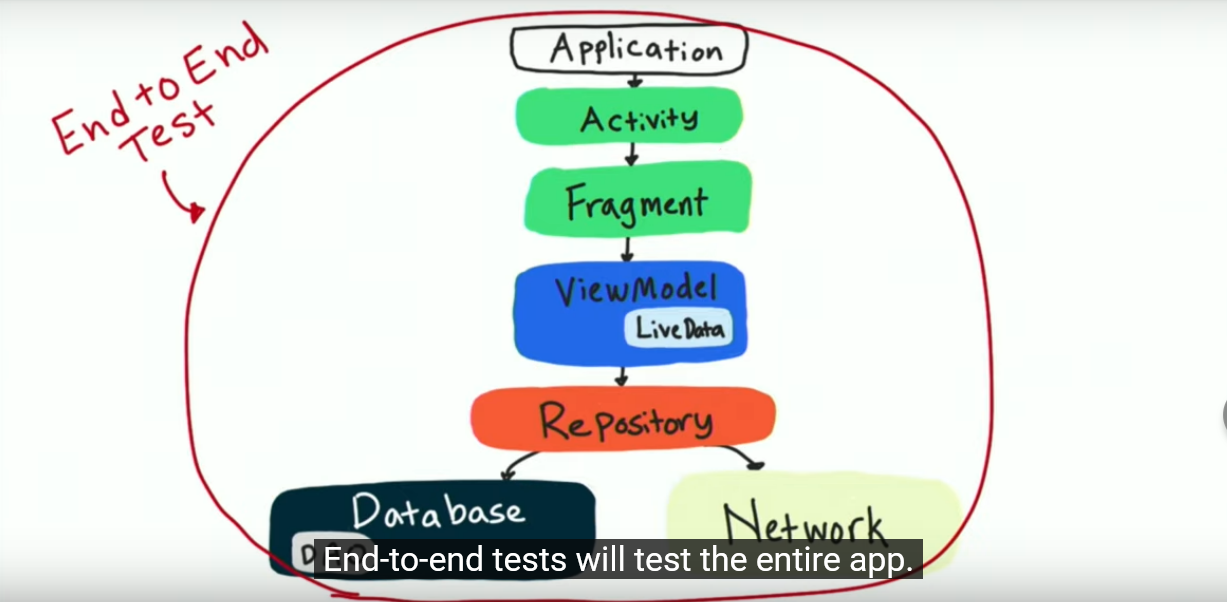 End to End
Test
Application
Activity
Fragment
ViewModel
LiveData
Repository
Database
Network
End-to-end tests will test the entire app.